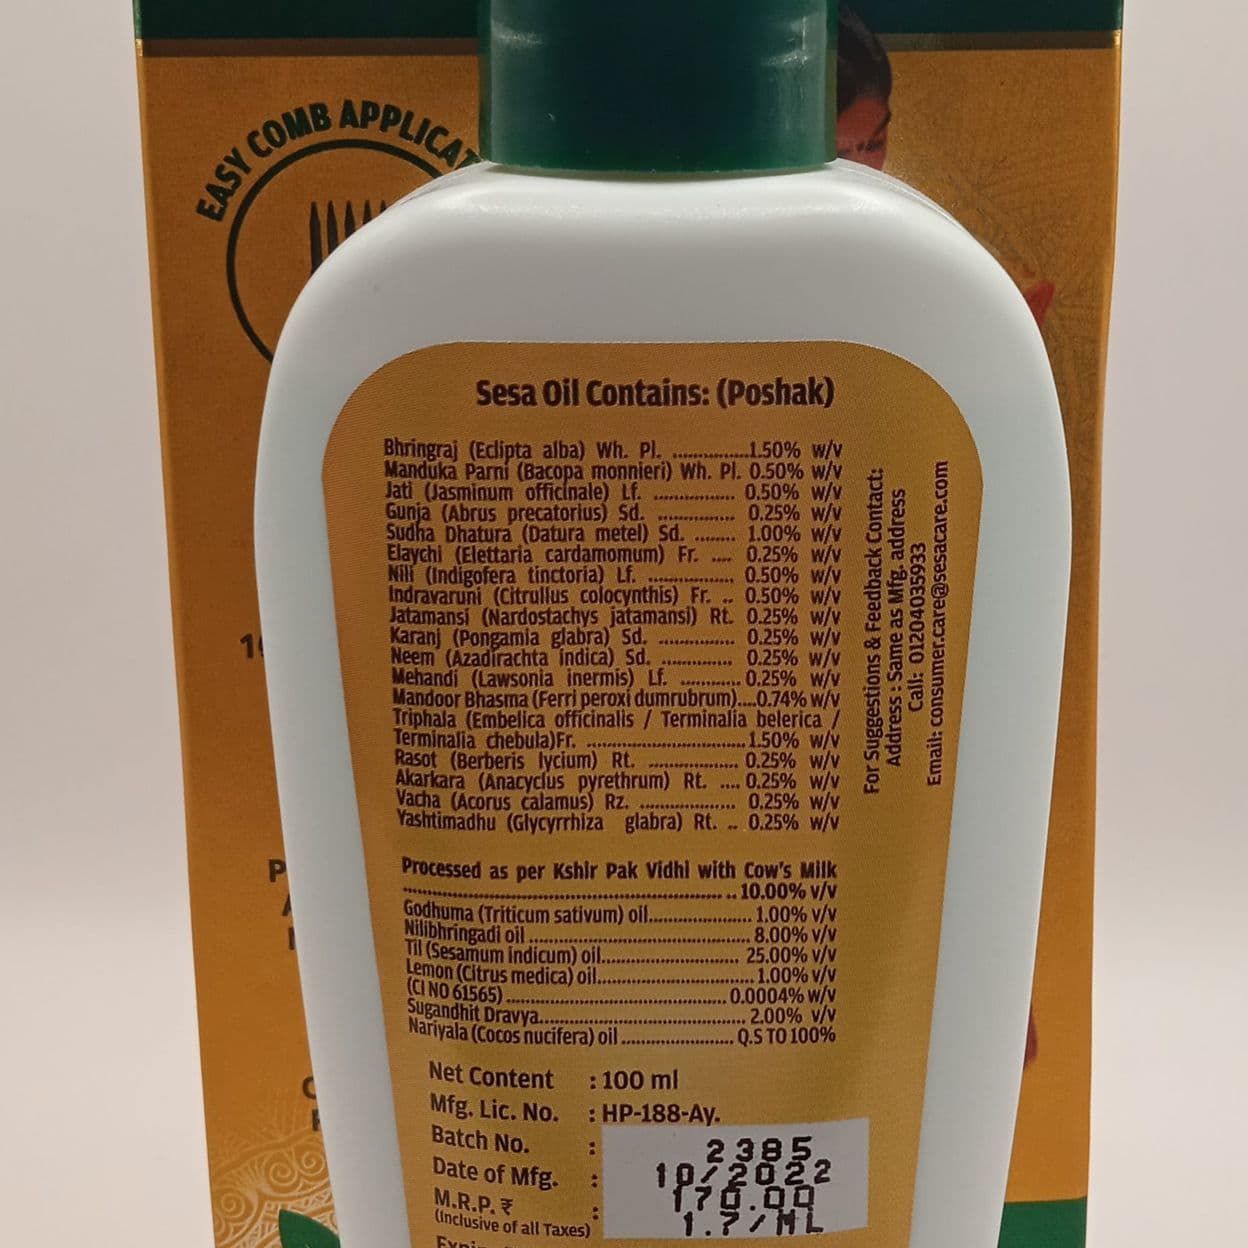 EASY COMB
Sesa Oil Contains: (Poshak)
Bhringraj (Eclipta alba) Wh. Pl. ...............1.50% w/v
Manduka Parni (Bacopa monnieri) Wh. Pl. 0.50% w/v
Jati (Jasminum officinale) Lf. ................ 0.50% w/v
Gunja (Abrus precatorius) Sd. ............... 0.25% w/v
Sudha Dhatura (Datura metel) Sd. ........ 1.00% w/v
Elaychi (Elettaria cardamomum) Fr. .... 0.25% w/v
Nili (Indigofera tinctoria) Lf. ................. 0.50% w/v
Indravaruni (Citrullus colocynthis) Fr. .. 0.50% w/v
Jatamansi (Nardostachys jatamansi) Rt. 0.25% w/v
Karanj (Pongamia glabra) Sd. ............... 0.25% w/v
Neem (Azadirachta indica) Sd. .............. 0.25% w/v
Mehandi (Lawsonia inermis) Lf. ............ 0.25% w/v
Mandoor Bhasma (Ferri peroxi dumrubrum)....0.74% w/v
Triphala (Embelica officinalis / Terminalia belerica /
Terminalia chebula)Fr. ................................ 1.50% w/v
Rasot (Berberis lycium) Rt. .................. 0.25% w/v
Akarkara (Anacyclus pyrethrum) Rt. .... 0.25% w/v
Vacha (Acorus calamus) Rz. ................... 0.25% w/v
Yashtimadhu (Glycyrrhiza glabra) Rt. .. 0.25% w/v
Processed as per Kshir Pak Vidhi with Cow's Milk
.................................................................... 10.00% v/v
Godhuma (Triticum sativum) oil..................... 1.00% v/v
Nilibhringadi oil ............................................. 8.00% v/v
Til (Sesamum indicum) oil............................ 25.00% v/v
Lemon (Citrus medica) oil................................ 1.00% v/v
(CI NO 61565) ............................................. 0.0004% w/v
Sugandhit Dravya.......................................... 2.00% v/v
Nariyala (Cocos nucifera) oil ....................... Q.S TO 100%
For Suggestions & Feedback Contact:
Address : Same as Mfg. address
Call: 01204035933
Email: consumer.care@sesacare.com
Net Content : 100 ml
Mfg. Lic. No. : HP-188-Ay.
Batch No. : 2385
Date of Mfg. : 10/2022
M.R.P. ₹ : 170.00
(Inclusive of all Taxes) 1.7/ML